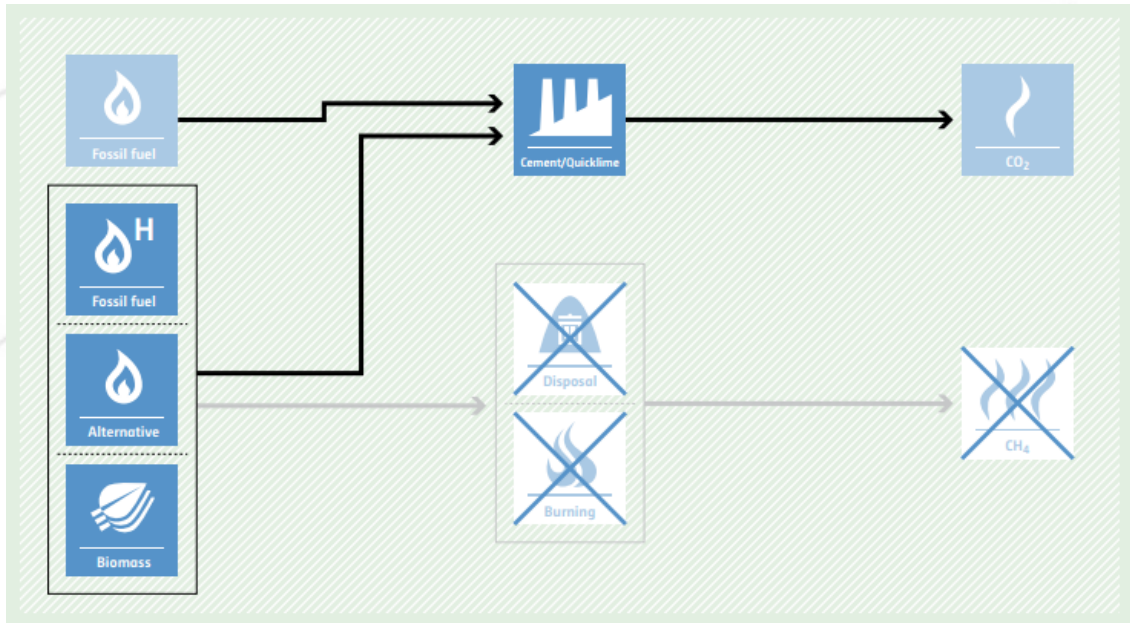 Fossil fuel
Cement/Quicklime
CO₂
H
Fossil fuel
Alternative
Biomass
Disposal
Burning
CH₄